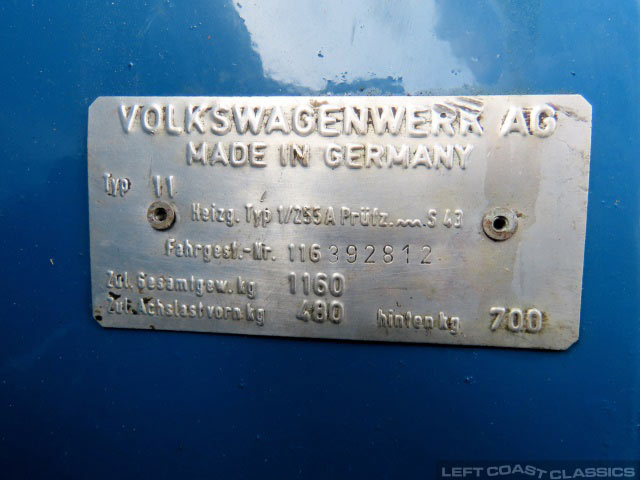 VOLKSWAGENWERK AG
MADE IN GERMANY
Typ 11
Heizg. Typ 1/255A Prüfz. S 43
Fahrgest.-Nr. 116 392812
Zul. Gesamtgew. kg 1160
Zul. Achslast vorn kg 480 hinten kg 700
LEFT COAST CLASSICS